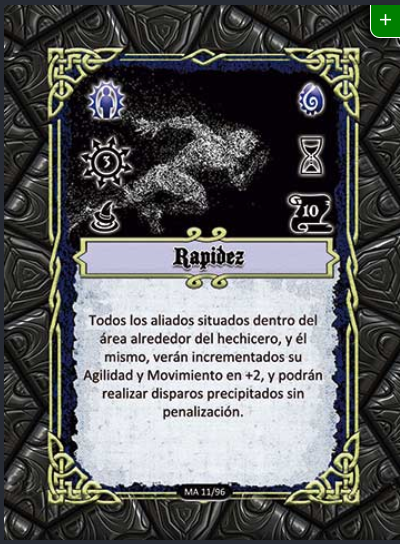 +
3
10
Rapidez
Todos los aliados situados dentro del
área alrededor del hechicero, y él
mismo, verán incrementados su
Agilidad y Movimiento en +2, y podrán
realizar disparos precipitados sin
penalización.
MA 11/96